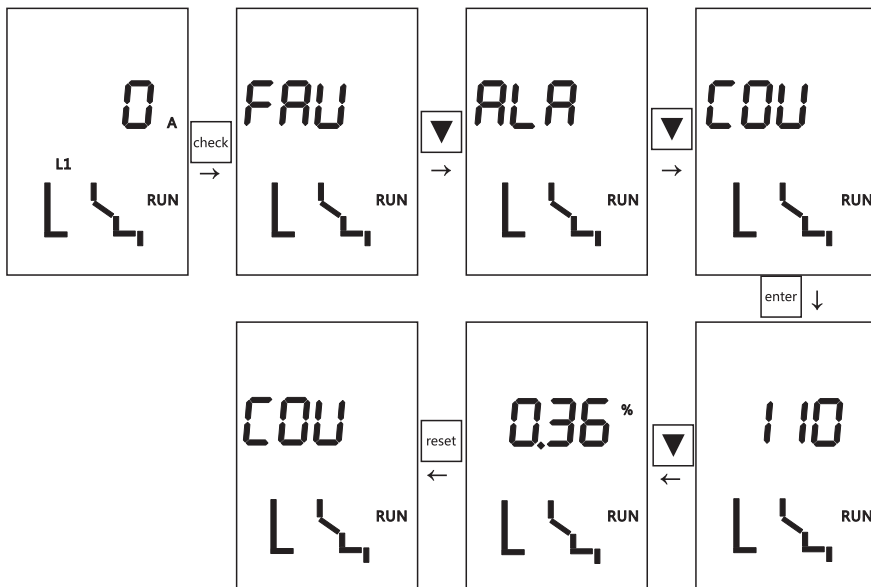 0 A
L1
RUN
check
→
FAU
RUN
▼
→
ALA
RUN
▼
→
COU
RUN
enter ↓
110
RUN
▼
←
0.36 %
RUN
reset
←
COU
RUN